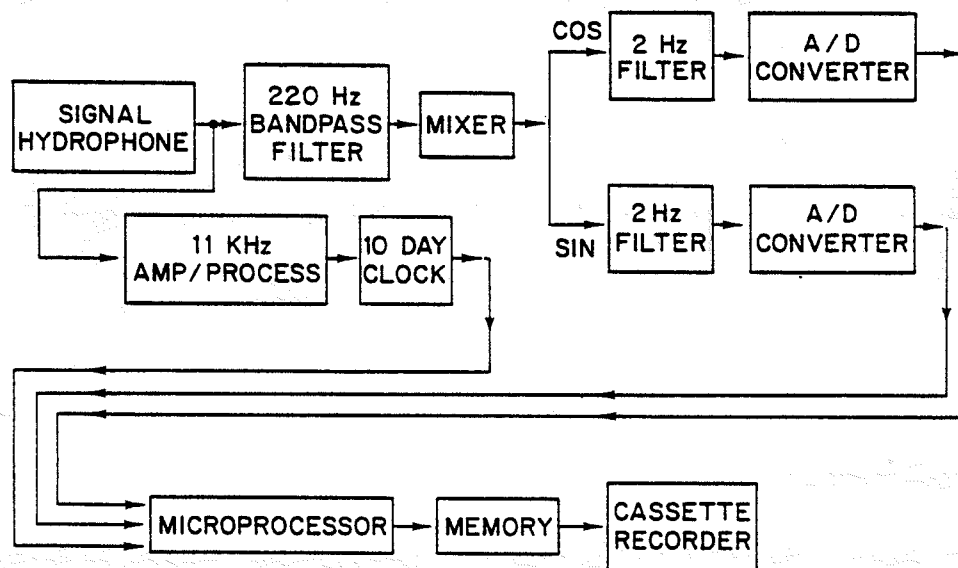 SIGNAL
HYDROPHONE
220 Hz
BANDPASS
FILTER
MIXER
COS
2 Hz
FILTER
A/D
CONVERTER
SIN
2 Hz
FILTER
A/D
CONVERTER
11 KHz
AMP/PROCESS
10 DAY
CLOCK
MICROPROCESSOR
MEMORY
CASSETTE
RECORDER